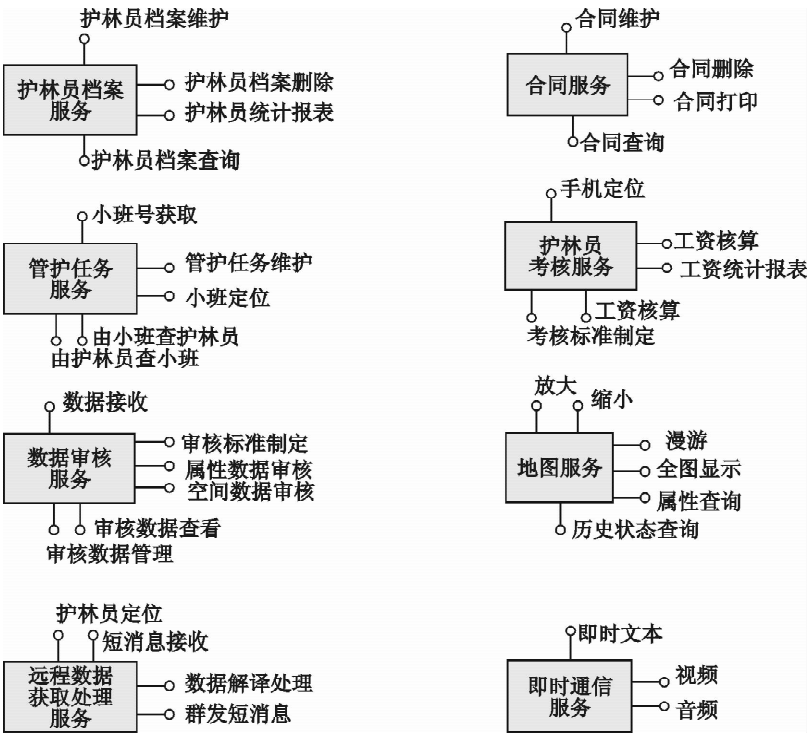 护林员档案维护
护林员档案
服务
护林员档案删除
护林员统计报表
护林员档案查询
合同维护
合同服务
合同删除
合同打印
合同查询
小班号获取
管护任务
服务
管护任务维护
小班定位
由小班查护林员
由护林员查小班
手机定位
护林员
考核服务
工资核算
工资统计报表
工资核算
考核标准制定
数据接收
数据审核
服务
审核标准制定
属性数据审核
空间数据审核
审核数据查看
审核数据管理
放大
缩小
地图服务
漫游
全图显示
属性查询
历史状态查询
护林员定位
短消息接收
远程数据
获取处理
服务
数据解译处理
群发短消息
即时文本
即时通信
服务
视频
音频